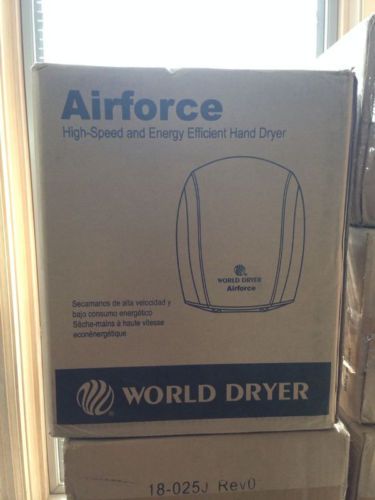 Airforce
High-Speed and Energy Efficient Hand Dryer
WORLD DRYER
Airforce
Secamanos de alta velocidad y
bajo consumo energético
Sèche-mains à haute vitesse
econénergétique
® WORLD DRYER
18-025J Rev0